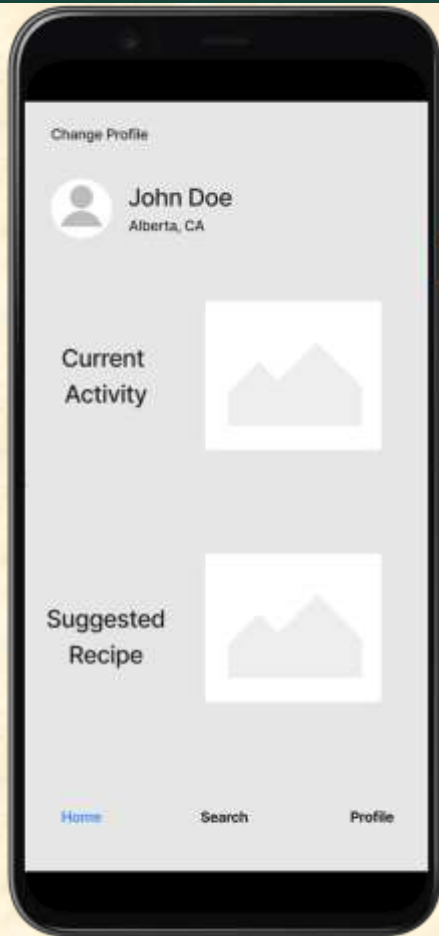 Change Profile
John Doe
Alberta, CA
Current
Activity
Suggested
Recipe
Home
Search
Profile